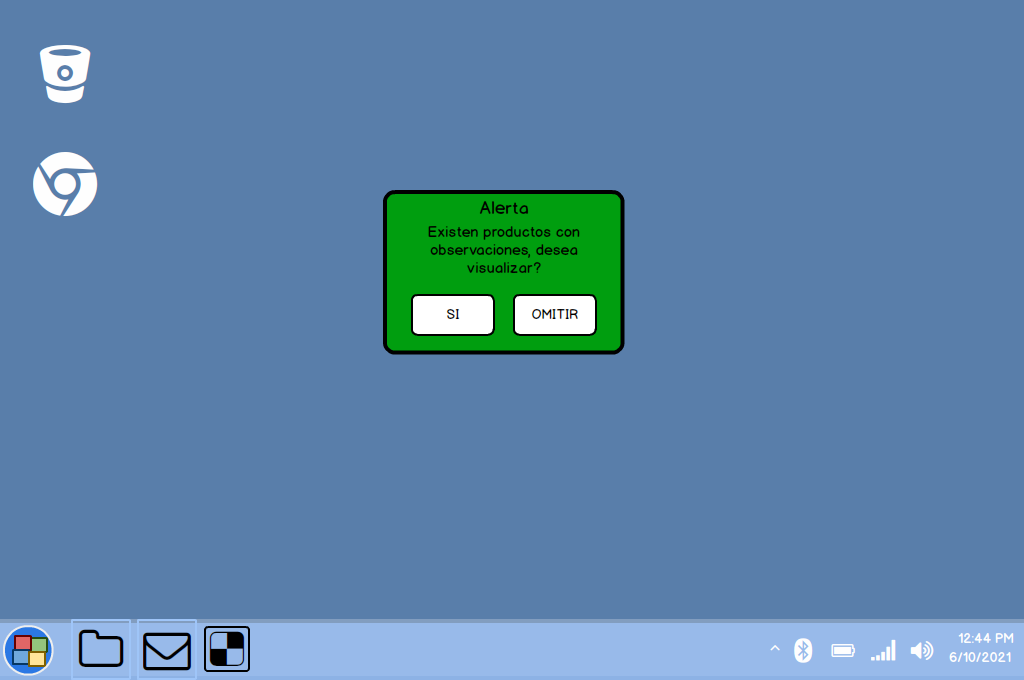 Alerta
Existen productos con
observaciones, desea
visualizar?
SI
OMITIR
12:44 PM
6/10/2021